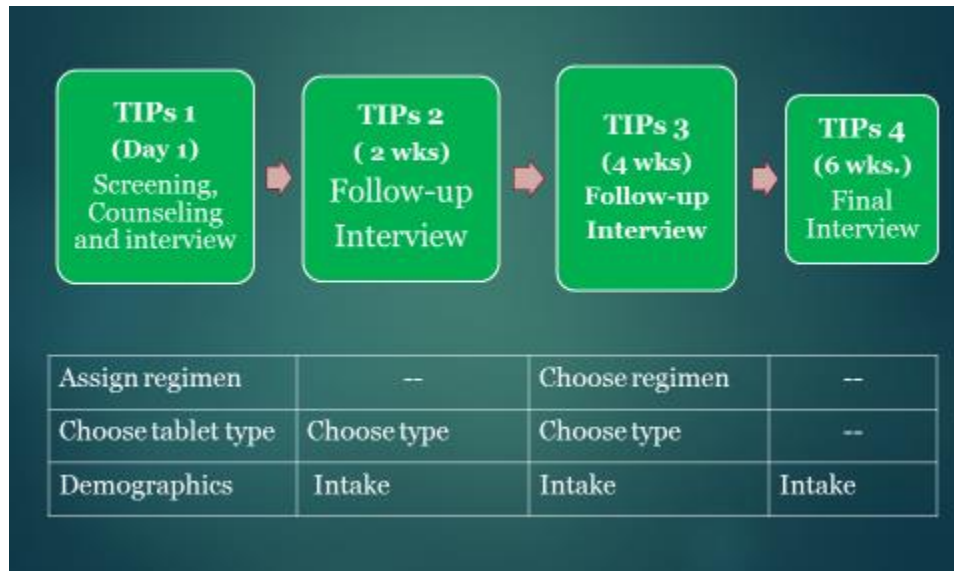 TIPs 1
(Day 1)
Screening,
Counseling
and interview
TIPs 2
( 2 wks)
Follow-up
Interview
TIPs 3
(4 wks)
Follow-up
Interview
TIPs 4
(6 wks.)
Final
Interview
Assign regimen -- Choose regimen --
Choose tablet type Choose type Choose type --
Demographics Intake Intake Intake